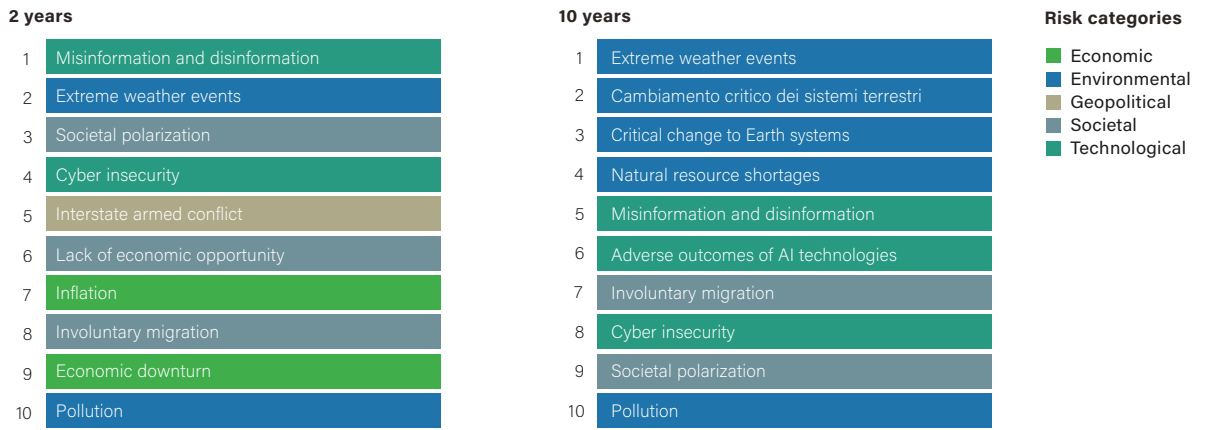 2 years
1 Misinformation and disinformation
2 Extreme weather events
3 Societal polarization
4 Cyber insecurity
5 Interstate armed conflict
6 Lack of economic opportunity
7 Inflation
8 Involuntary migration
9 Economic downturn
10 Pollution
10 years
1 Extreme weather events
2 Cambiamento critico dei sistemi terrestri
3 Critical change to Earth systems
4 Natural resource shortages
5 Misinformation and disinformation
6 Adverse outcomes of AI technologies
7 Involuntary migration
8 Cyber insecurity
9 Societal polarization
10 Pollution
Risk categories
Economic
Environmental
Geopolitical
Societal
Technological